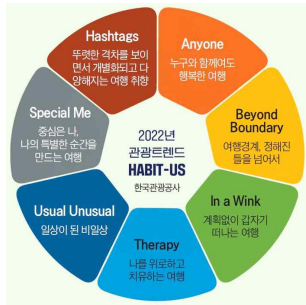 Hashtags
뚜렷한 격차를 보이
면서 개별화되고 다
양해지는 여행 취향
Anyone
누구와 함께여도
행복한 여행
Beyond
Boundary
여행경계, 정해진
틀을 넘어서
In a Wink
계획없이 갑자기
떠나는 여행
Therapy
나를 위로하고
치유하는 여행
Usual Unusual
일상이 된 비일상
Special Me
중심은 나,
나의 특별한 순간을
만드는 여행
2022년
관광트렌드
HABIT-US
한국관광공사